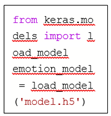 from keras.mo
dels import l
oad_model
emotion_model
 = load_model
('model.h5')